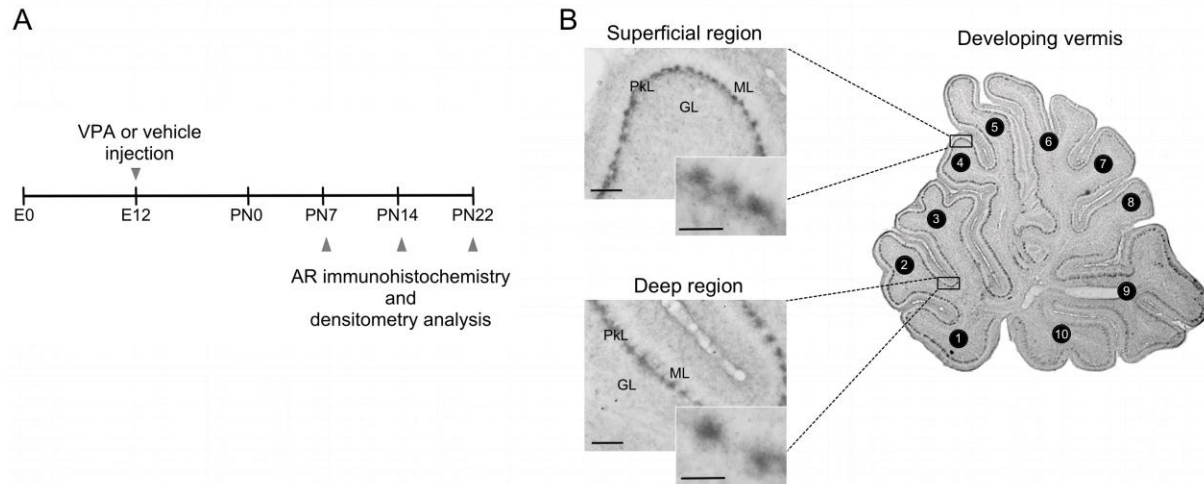 A
VPA or vehicle
injection
E0 E12 PN0 PN7 PN14 PN22
AR immunohistochemistry
and
densitometry analysis
B
Superficial region
PkL ML
GL
Deep region
PkL
ML
GL
Developing vermis
5 6
4 7
3 8
2
9
1 10